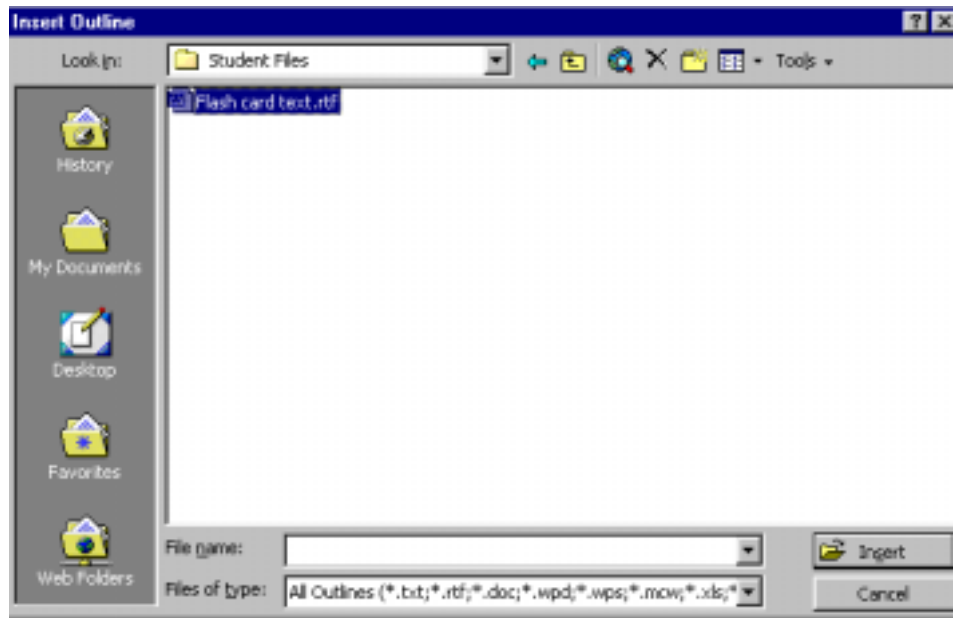 Insert Outline
Look in:
Student Files
Tools
Flash card text.rtf
History
My Documents
Desktop
Favorites
Web Folders
File name:
Insert
Files of type:
All Outlines (*.txt;*.rtf;*.doc;*.wpd;*.wps;*.mcw;*.xls;*
Cancel